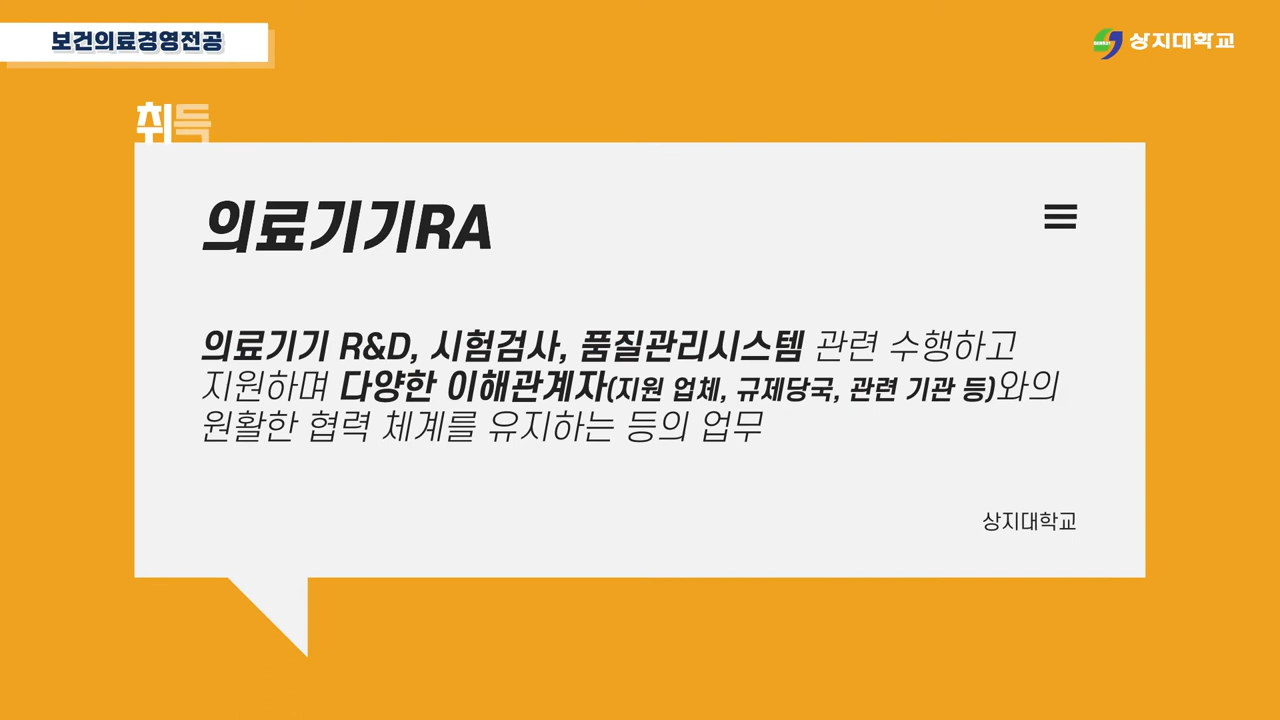 보건의료경영전공
상지대학교
취득
의료기기RA
의료기기 R&D, 시험검사, 품질관리시스템 관련 수행하고
지원하며 다양한 이해관계자(지원 업체, 규제당국, 관련 기관 등)와의
원활한 협력 체계를 유지하는 등의 업무
상지대학교